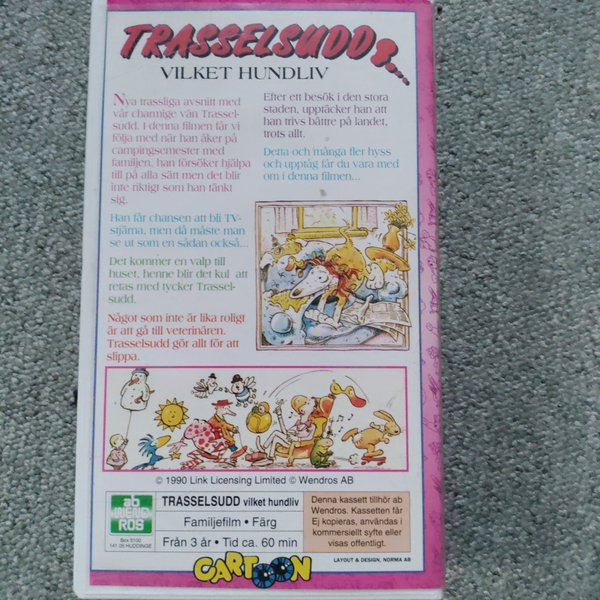 TRASSELSUDD
VILKET HUNDLIV
Nya trassliga avsnitt med
vår charmige vän Trassel-
sudd. I denna filmen får vi
följa med när han åker på
campingsemester med
familjen, han försöker hjälpa
till på alla sätt men det blir
inte riktigt som han tänkt
sig.
Han får chansen att bli TV-
stjärna, men då måste man
se ut som en sådan också...
Det kommer en valp till
huset, henne blir det kul att
retas med tycker Trassel-
sudd.
Något som inte är lika roligt
är att gå till veterinären.
Trasselsudd gör allt för att
slippa.
Efter ett besök i den stora
staden, upptäcker han att
han trivs bättre på landet,
trots allt.
Detta och många fler hyss
och upptåg får du vara med
om i denna filmen...
© 1990 Link Licensing Limited © Wendros AB
ab
WEND
ROS
Box 5100
141 05 HUDDINGE
TRASSELSUDD vilket hundliv
Familjefilm • Färg
Från 3 år • Tid ca. 60 min
Denna kassett tillhör ab
Wendros. Kassetten får
Ej kopieras, användas i
kommersiellt syfte eller
visas offentligt.
CARTOON
LAYOUT & DESIGN, NORMA AB